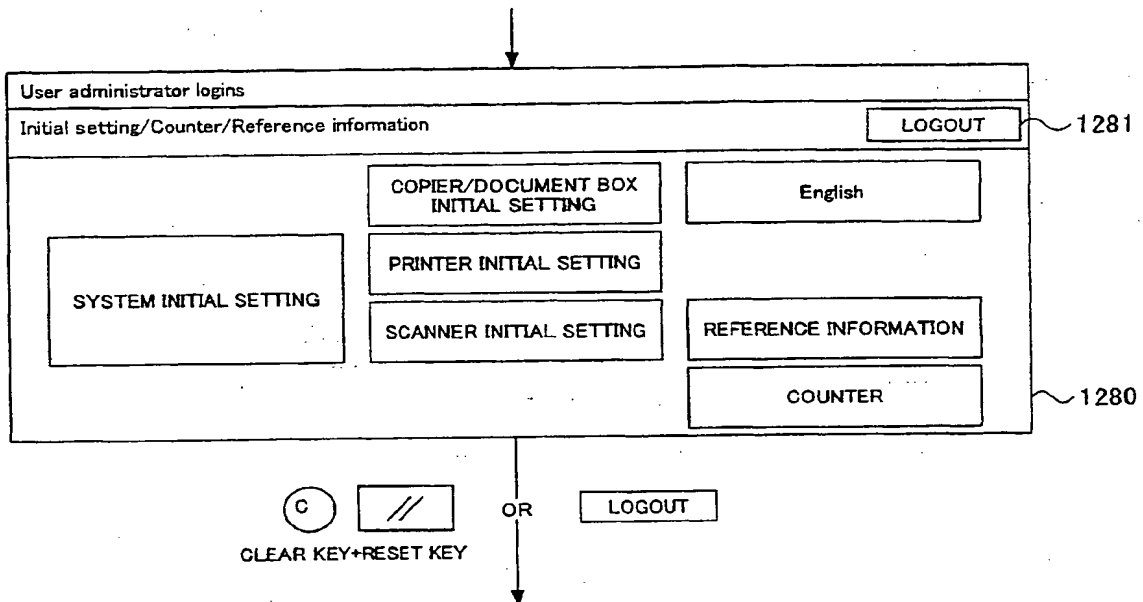 User administrator logins
Initial setting/Counter/Reference information
LOGOUT
1281
COPIER/DOCUMENT BOX
INITIAL SETTING
English
PRINTER INITIAL SETTING
SYSTEM INITIAL SETTING
SCANNER INITIAL SETTING
REFERENCE INFORMATION
COUNTER
1280
C
//
OR
LOGOUT
CLEAR KEY+RESET KEY